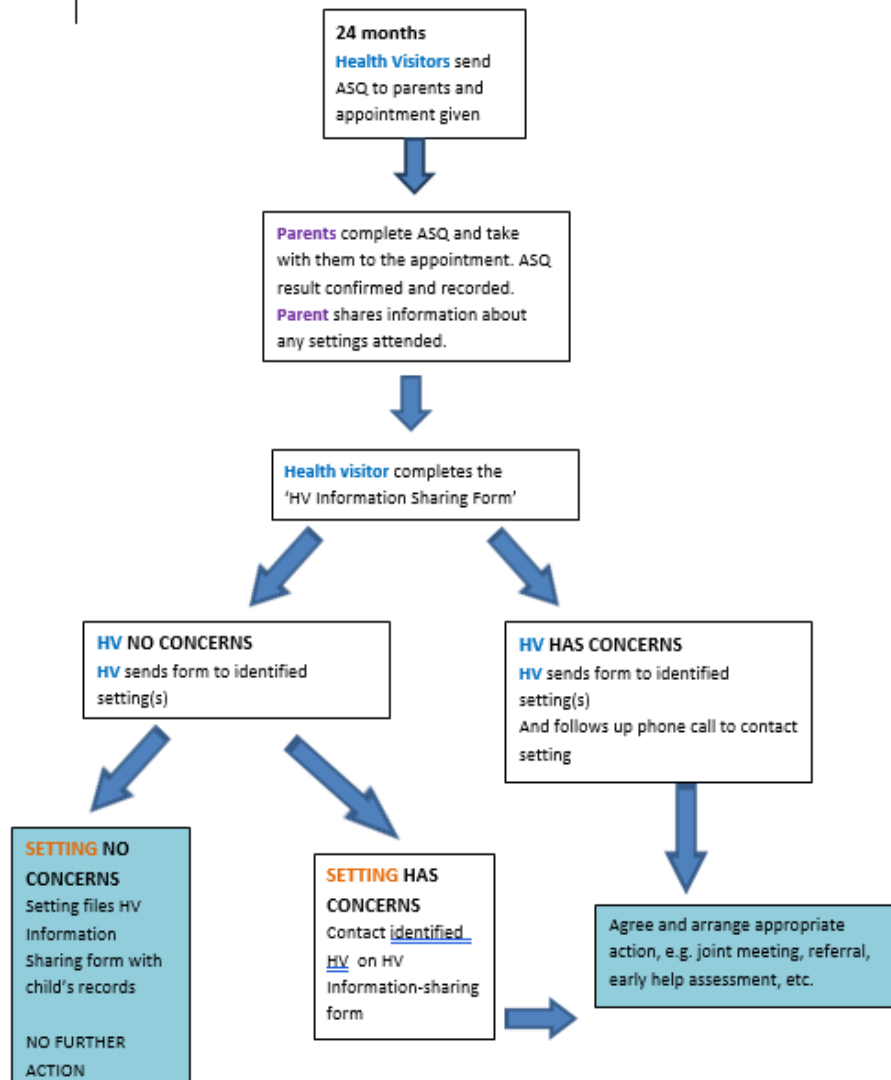 24 months
Health Visitors send
ASQ to parents and
appointment given
Parents complete ASQ and take
with them to the appointment. ASQ
result confirmed and recorded.
Parent shares information about
any settings attended.
Health visitor completes the
‘HV Information Sharing Form’
HV NO CONCERNS
HV sends form to identified
setting(s)
HV HAS CONCERNS
HV sends form to identified
setting(s)
And follows up phone call to contact
setting
SETTING NO
CONCERNS
Setting files HV
Information
Sharing form with
child’s records
NO FURTHER
ACTION
SETTING HAS
CONCERNS
Contact identified
HV on HV
Information-sharing
form
Agree and arrange appropriate
action, e.g. joint meeting, referral,
early help assessment, etc.